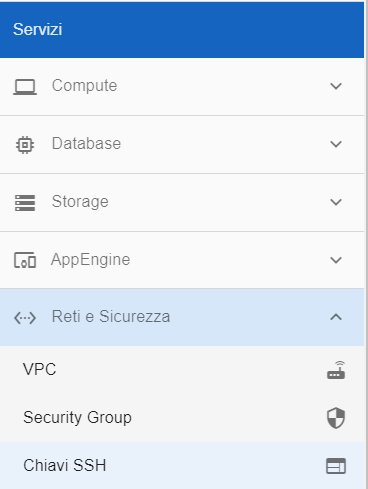 Servizi
Compute
Database
Storage
AppEngine
Reti e Sicurezza
VPC
Security Group
Chiavi SSH